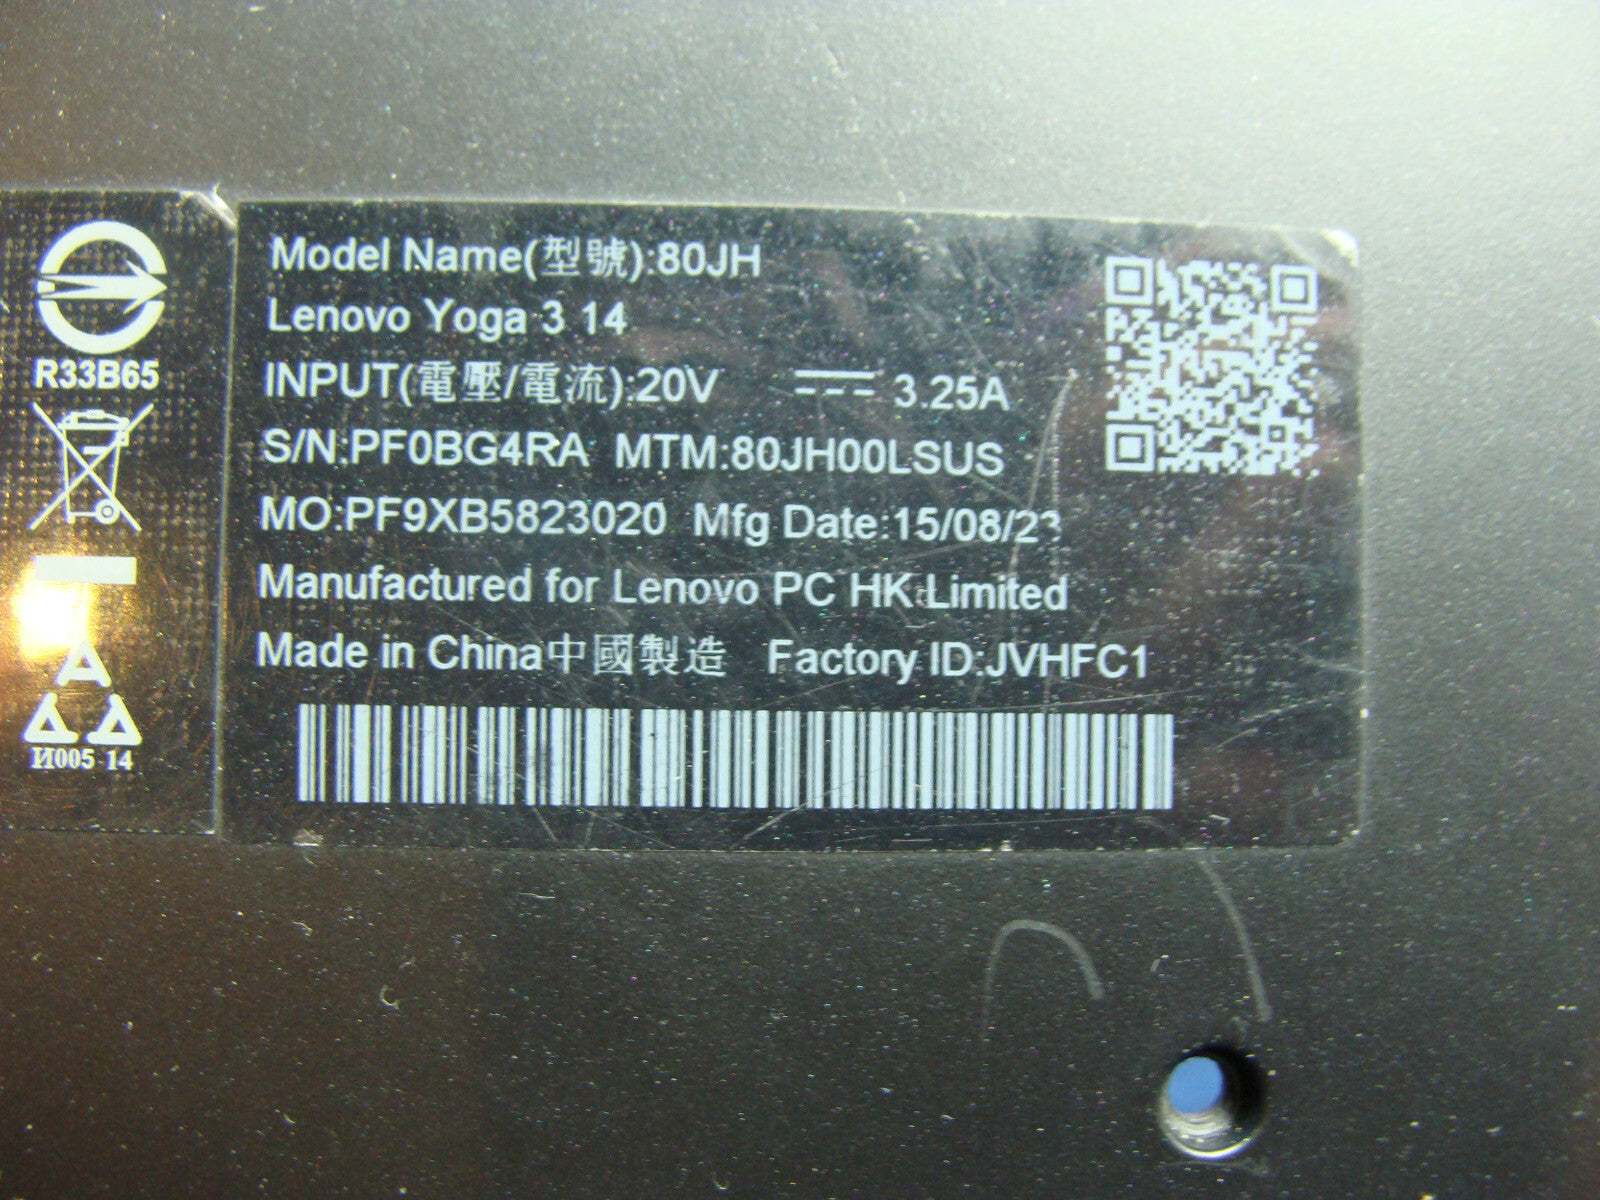 R33B65
И005 14
Model Name(型號):80JH
Lenovo Yoga 3 14
INPUT(電壓/電流):20V ⎓ 3.25A
S/N:PF0BG4RA MTM:80JH00LSUS
MO:PF9XB5823020 Mfg Date:15/08/23
Manufactured for Lenovo PC HK Limited
Made in China中國製造 Factory ID:JVHFC1